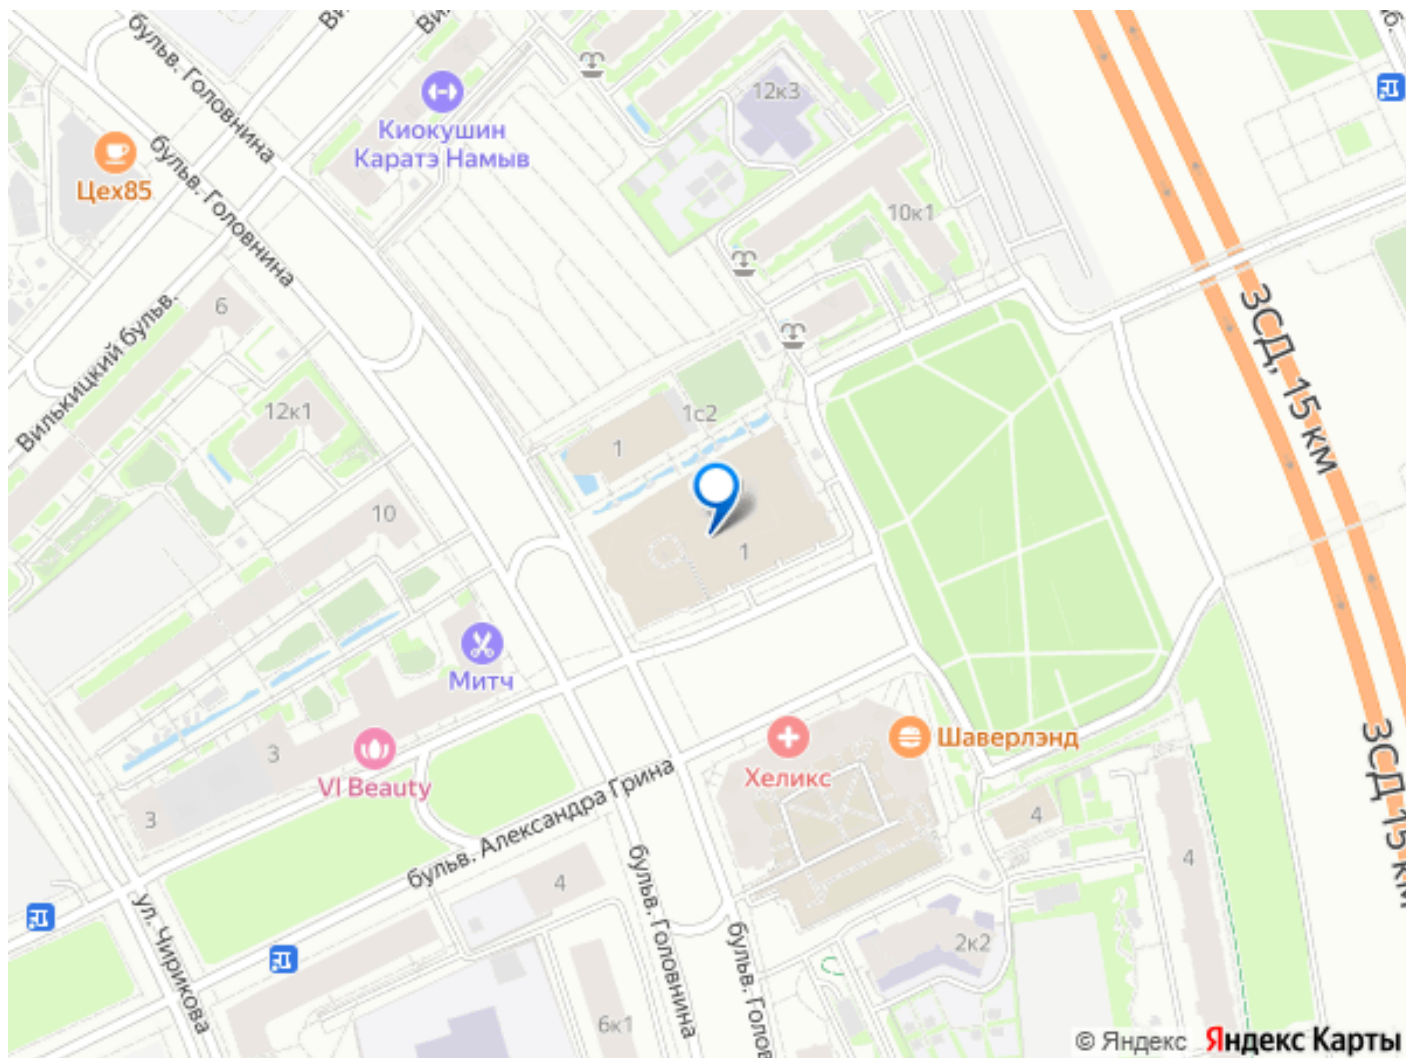 бульв. Головнина
12к3
Киокушин
Каратэ Намыв
Цех85
бульв. Головнина
10к1
6
Вилькицкий бульв.
ЗСД, 15 км
12к1
1с2
1
10
1
Митч
3
VI Beauty
3
Хеликс
Шаверлэнд
бульв. Александра Грина
4
4
4
ул. Чирикова
бульв. Головнина
2к2
6к1
ЗСД 15 км
© Яндекс Яндекс Карты